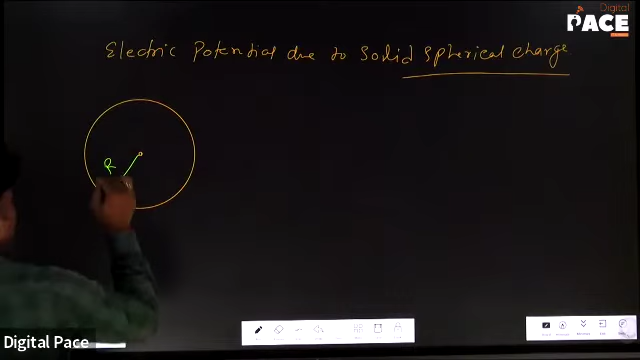 Digital
PACE
Electric Potential due to Solid Spherical Charge
R
Digital Pace